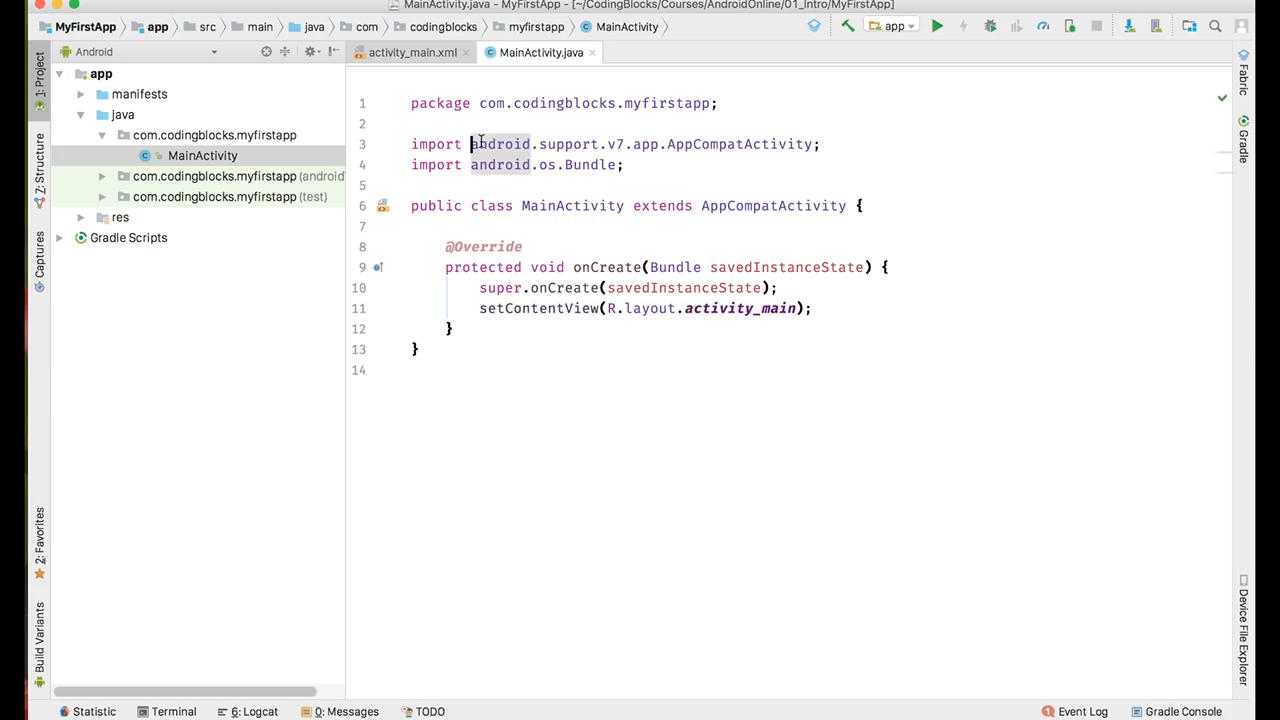 MainActivity.java - MyFirstApp - [~/CodingBlocks/Courses/AndroidOnline/01_Intro/MyFirstApp]
MyFirstApp app src main java com codingblocks myfirstapp MainActivity app
Android
activity_main.xml
MainActivity.java
1: Project
Z: Structure
Captures
2: Favorites
Build Variants
app
manifests
java
com.codingblocks.myfirstapp
MainActivity
com.codingblocks.myfirstapp (android
com.codingblocks.myfirstapp (test)
res
Gradle Scripts
1 package com.codingblocks.myfirstapp;
2
3 import android.support.v7.app.AppCompatActivity;
4 import android.os.Bundle;
5
6 public class MainActivity extends AppCompatActivity {
7
8 @Override
9 protected void onCreate(Bundle savedInstanceState) {
10 super.onCreate(savedInstanceState);
11 setContentView(R.layout.activity_main);
12 }
13 }
14
Fabric
Gradle
Device File Explorer
Statistic Terminal 6: Logcat 0: Messages TODO 1 Event Log Gradle Console